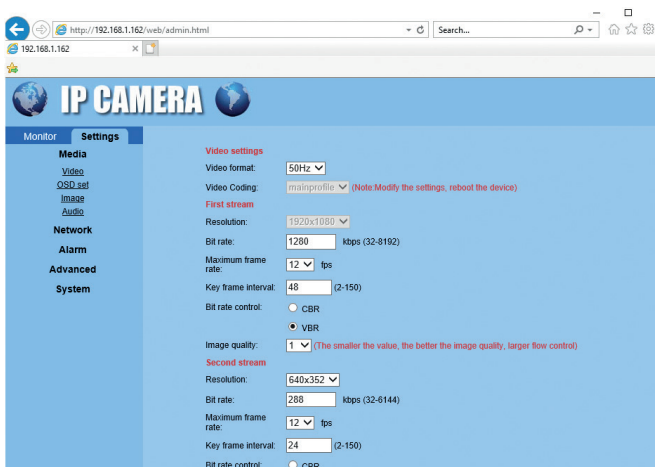 http://192.168.1.162/web/admin.html
Search...
192.168.1.162
IP CAMERA
Monitor Settings
Media
Video
OSD set
Image
Audio
Network
Alarm
Advanced
System
Video settings
Video format: 50Hz
Video Coding: mainprofile (Note:Modify the settings, reboot the device)
First stream
Resolution: 1920x1080
Bit rate: 1280 kbps (32-8192)
Maximum frame
rate: 12 fps
Key frame interval: 48 (2-150)
Bit rate control: CBR
VBR
Image quality: 1 (The smaller the value, the better the image quality, larger flow control)
Second stream
Resolution: 640x352
Bit rate: 288 kbps (32-6144)
Maximum frame
rate: 12 fps
Key frame interval: 24 (2-150)
Bit rate control: CBR